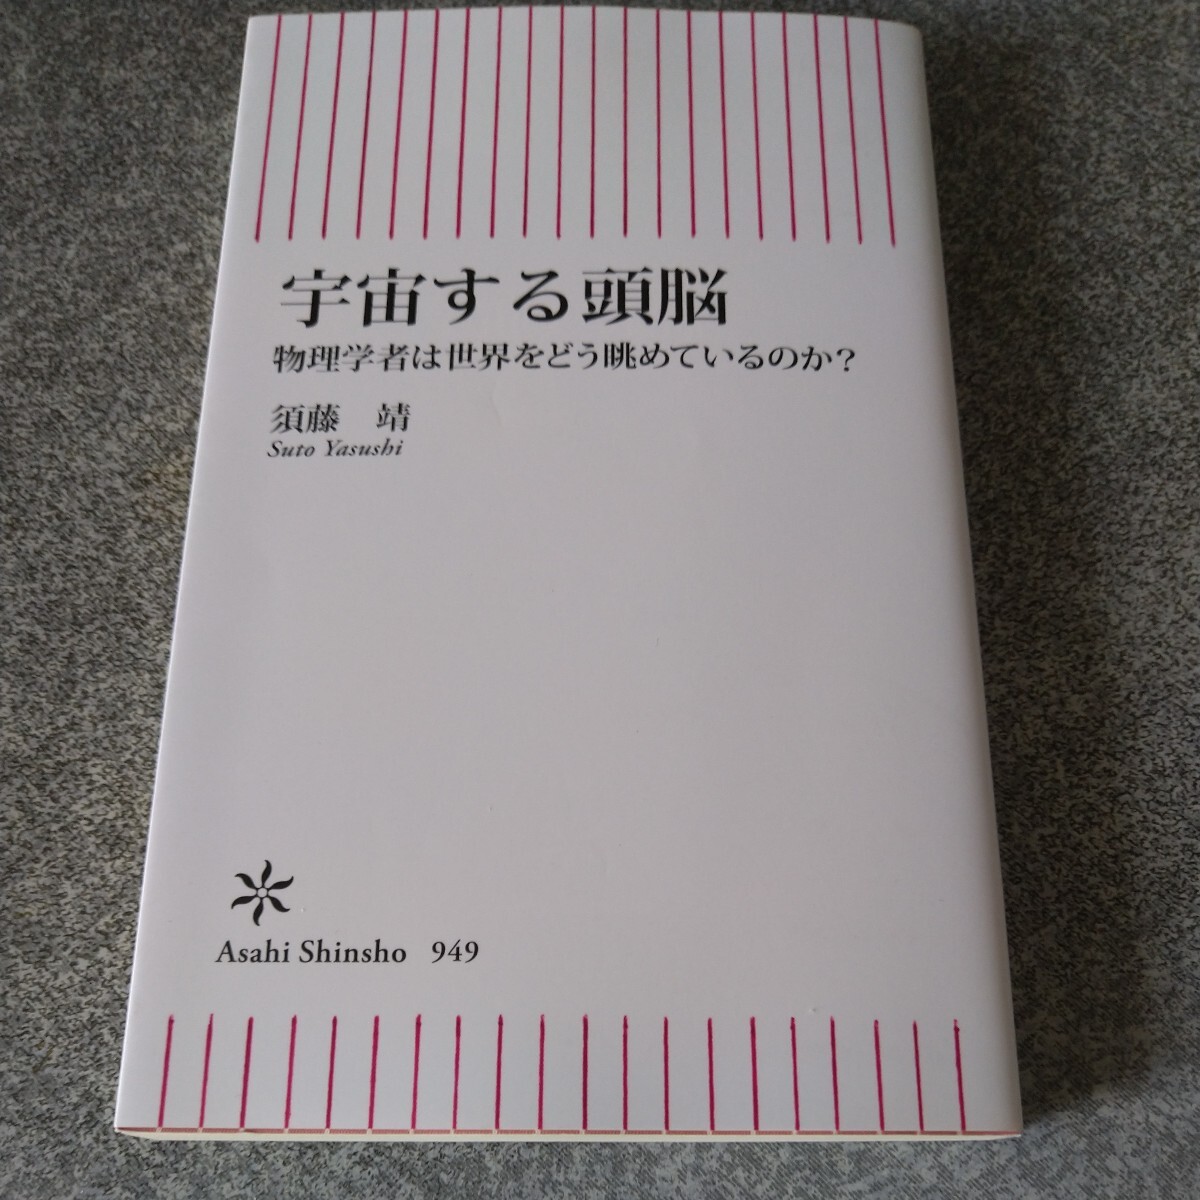 宇宙する頭脳
物理学者は世界をどう眺めているのか?
須藤 靖
Suto Yasushi
Asahi Shinsho 949